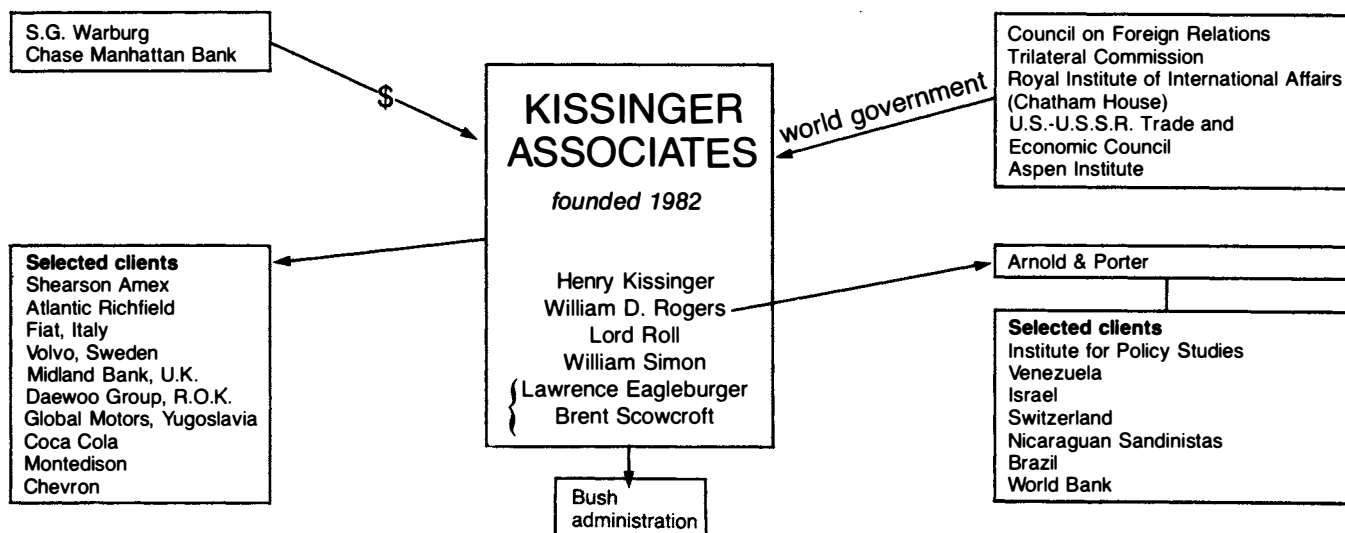 S.G. Warburg
Chase Manhattan Bank
$
KISSINGER
ASSOCIATES
founded 1982
Henry Kissinger
William D. Rogers
Lord Roll
William Simon
Lawrence Eagleburger
Brent Scowcroft
world government
Council on Foreign Relations
Trilateral Commission
Royal Institute of International Affairs
(Chatham House)
U.S.-U.S.S.R. Trade and
Economic Council
Aspen Institute
Selected clients
Shearson Amex
Atlantic Richfield
Fiat, Italy
Volvo, Sweden
Midland Bank, U.K.
Daewoo Group, R.O.K.
Global Motors, Yugoslavia
Coca Cola
Montedison
Chevron
Bush
administration
Arnold & Porter
Selected clients
Institute for Policy Studies
Venezuela
Israel
Switzerland
Nicaraguan Sandinistas
Brazil
World Bank